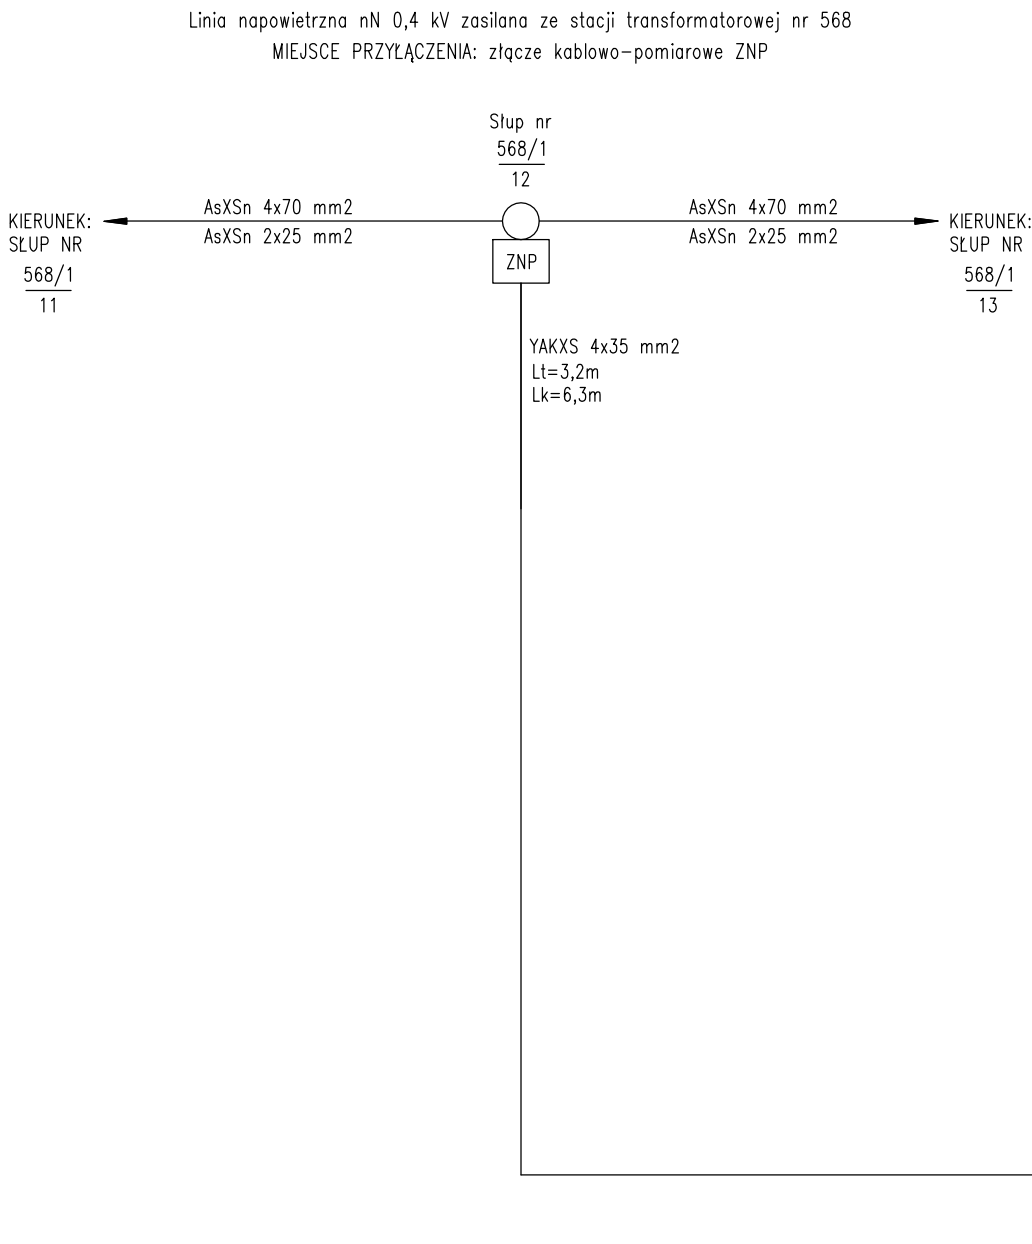 Linia napowietrzna nN 0,4 kV zasilana ze stacji transformatorowej nr 568
MIEJSCE PRZYŁĄCZENIA: złącze kablowo-pomiarowe ZNP
Słup nr
568/1
12
AsXSn 4x70 mm2
AsXSn 2x25 mm2
AsXSn 4x70 mm2
AsXSn 2x25 mm2
KIERUNEK:
SŁUP NR
568/1
11
ZNP
KIERUNEK:
SŁUP NR
568/1
13
YAKXS 4x35 mm2
Lt=3,2m
Lk=6,3m